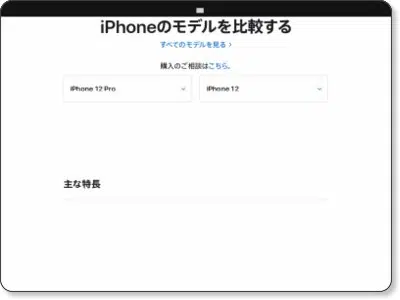 iPhoneのモデルを比較する
すべてのモデルを見る >
購入のご相談はこちら。
iPhone 12 Pro
iPhone 12
主な特長